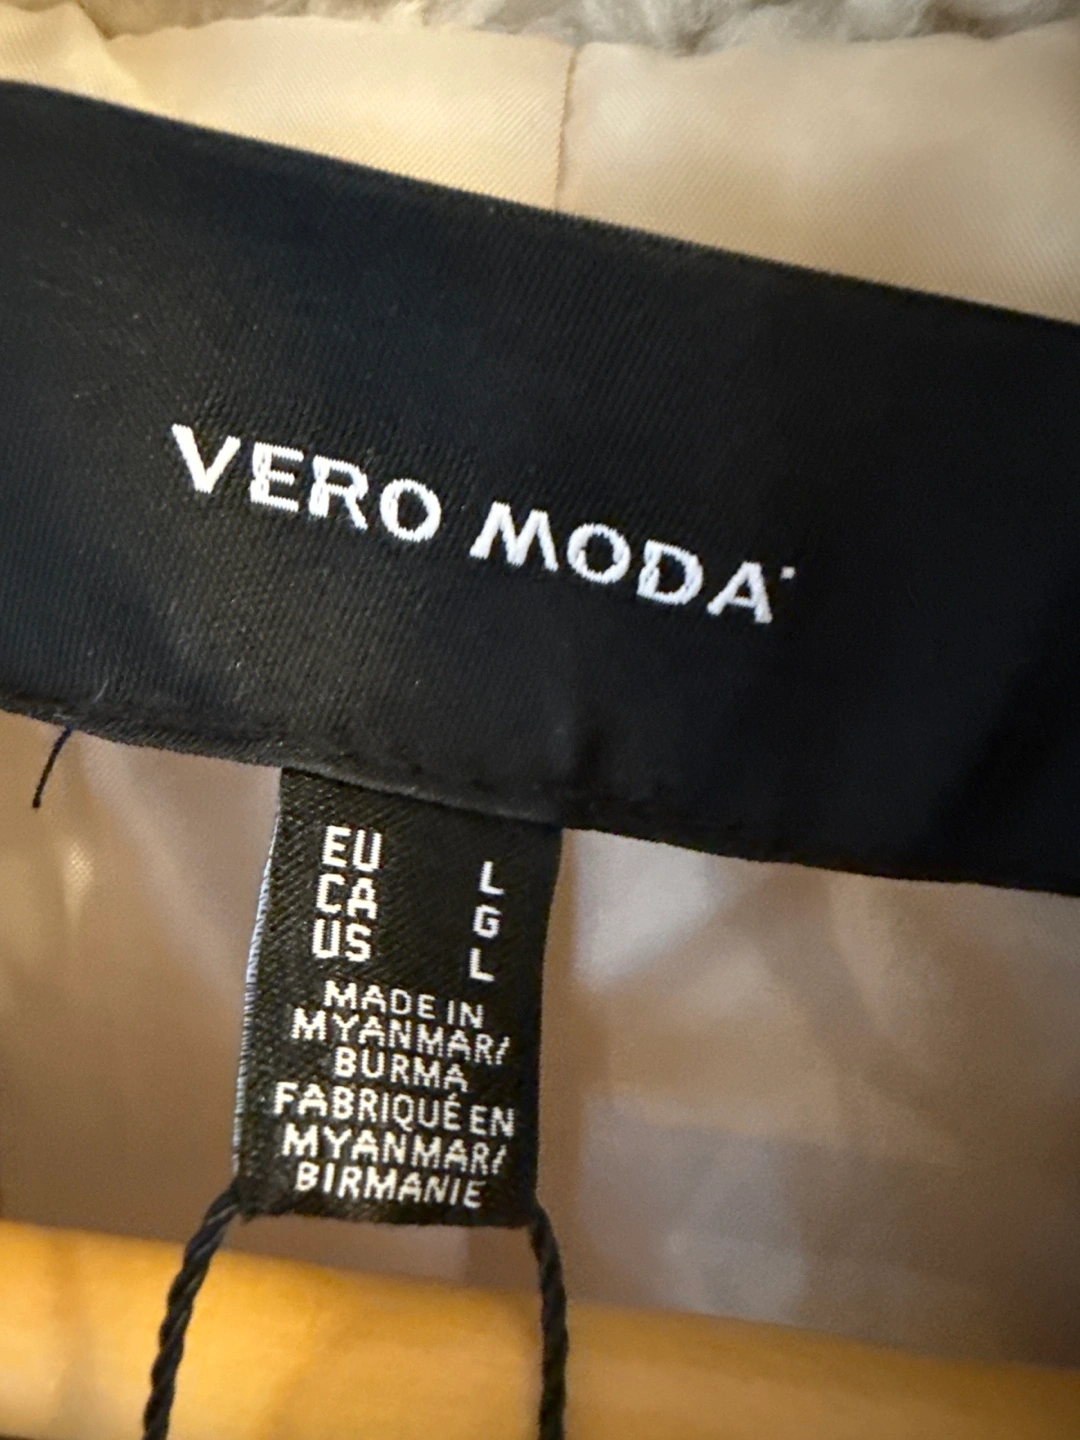 VERO MODA
EU L
CA G
US L
MADE IN
MYANMAR/
BURMA
FABRIQUÉ EN
MYANMAR/
BIRMANIE